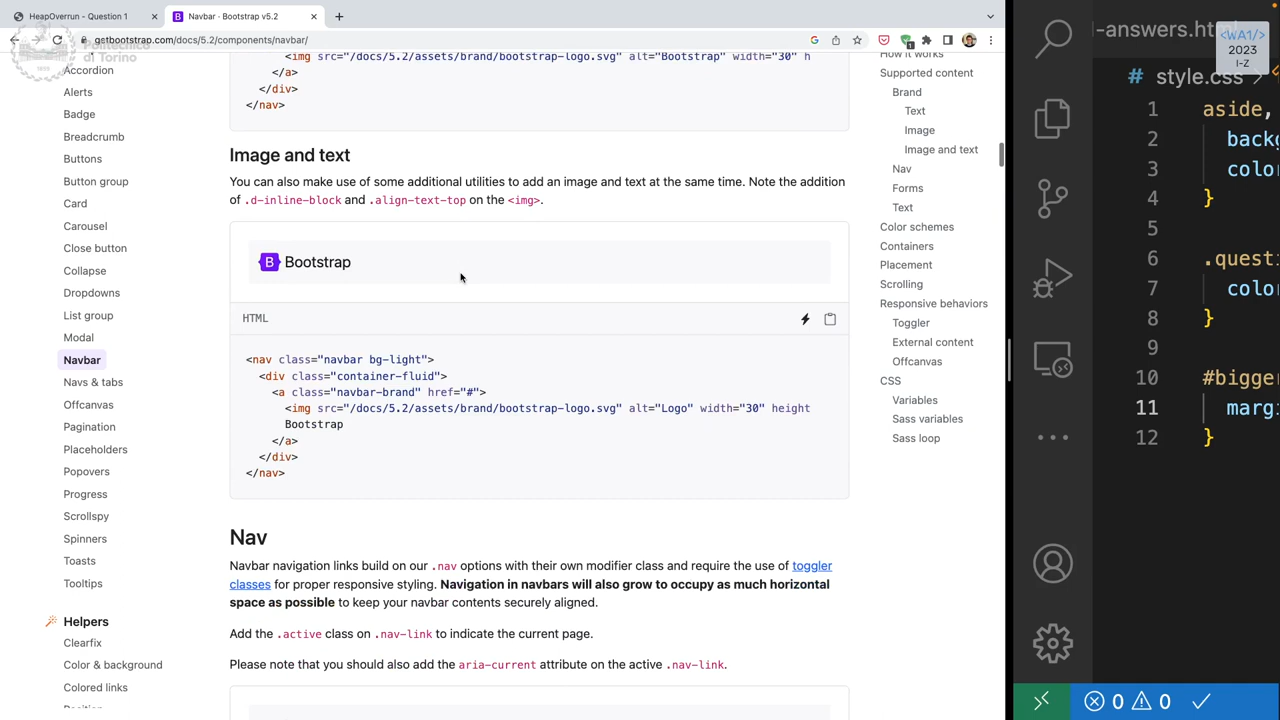 HeapOverrun - Question 1
Navbar · Bootstrap v5.2
getbootstrap.com/docs/5.2/components/navbar/
Politecnico
di Torino
1859
Accordion
Alerts
Badge
Breadcrumb
Buttons
Button group
Card
Carousel
Close button
Collapse
Dropdowns
List group
Modal
Navbar
Navs & tabs
Offcanvas
Pagination
Placeholders
Popovers
Progress
Scrollspy
Spinners
Toasts
Tooltips
Helpers
Clearfix
Color & background
Colored links
Position
<img src="/docs/5.2/assets/brand/bootstrap-logo.svg" alt="Bootstrap" width="30" h
</a>
</div>
</nav>
Image and text
You can also make use of some additional utilities to add an image and text at the same time. Note the addition
of .d-inline-block and .align-text-top on the <img>.
B Bootstrap
HTML
<nav class="navbar bg-light">
<div class="container-fluid">
<a class="navbar-brand" href="#">
<img src="/docs/5.2/assets/brand/bootstrap-logo.svg" alt="Logo" width="30" height
Bootstrap
</a>
</div>
</nav>
Nav
Navbar navigation links build on our .nav options with their own modifier class and require the use of toggler
classes for proper responsive styling. Navigation in navbars will also grow to occupy as much horizontal
space as possible to keep your navbar contents securely aligned.
Add the .active class on .nav-link to indicate the current page.
Please note that you should also add the aria-current attribute on the active .nav-link.
How it works
Supported content
Brand
Text
Image
Image and text
Nav
Forms
Text
Color schemes
Containers
Placement
Scrolling
Responsive behaviors
Toggler
External content
Offcanvas
CSS
Variables
Sass variables
Sass loop
-answers.html
<WA1/>
2023
I-Z
# style.css >
1 aside,
2 backg
3 colo
4 }
5
6 .questi
7 colo
8 }
9
10 #bigge
11 margi
12 }
0 0